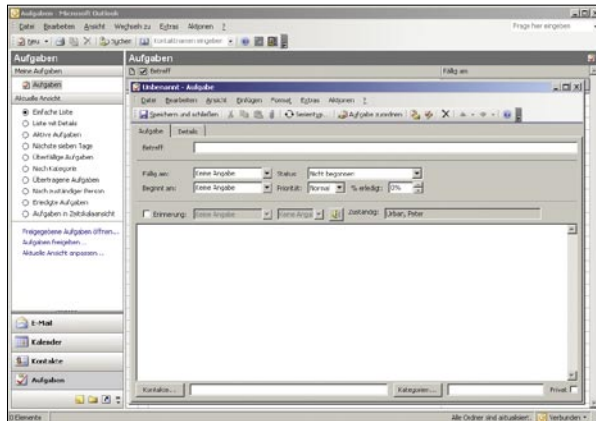 Aufgaben - Microsoft Outlook
Datei Bearbeiten Ansicht Wechseln zu Extras Aktionen ?
Frage hier eingeben
Neu Suchen Kontaktnamen eingeben
Aufgaben
Meine Aufgaben
Aufgaben
Aktuelle Ansicht
Einfache Liste
Liste mit Details
Aktive Aufgaben
Nächste sieben Tage
Überfällige Aufgaben
Nach Kategorie
Übertragene Aufgaben
Nach zuständiger Person
Erledigte Aufgaben
Aufgaben in Zeitskalaansicht
Freigegebene Aufgaben öffnen...
Aufgaben freigeben...
Aktuelle Ansicht anpassen...
E-Mail
Kalender
Kontakte
Aufgaben
Aufgaben
Betreff Fällig am
Unbenannt - Aufgabe
Datei Bearbeiten Ansicht Einfügen Format Extras Aktionen ?
Speichern und schließen Serientyp... Aufgabe zuordnen
Aufgabe Details
Betreff:
Fällig am: Keine Angabe Status: Nicht begonnen
Beginnt am: Keine Angabe Priorität: Normal % erledigt: 0%
Erinnerung: Keine Angabe Keine Anga Zuständig: Urban, Peter
Kontakte... Kategorien... Privat
0 Elemente
Alle Ordner sind aktualisiert. Verbunden